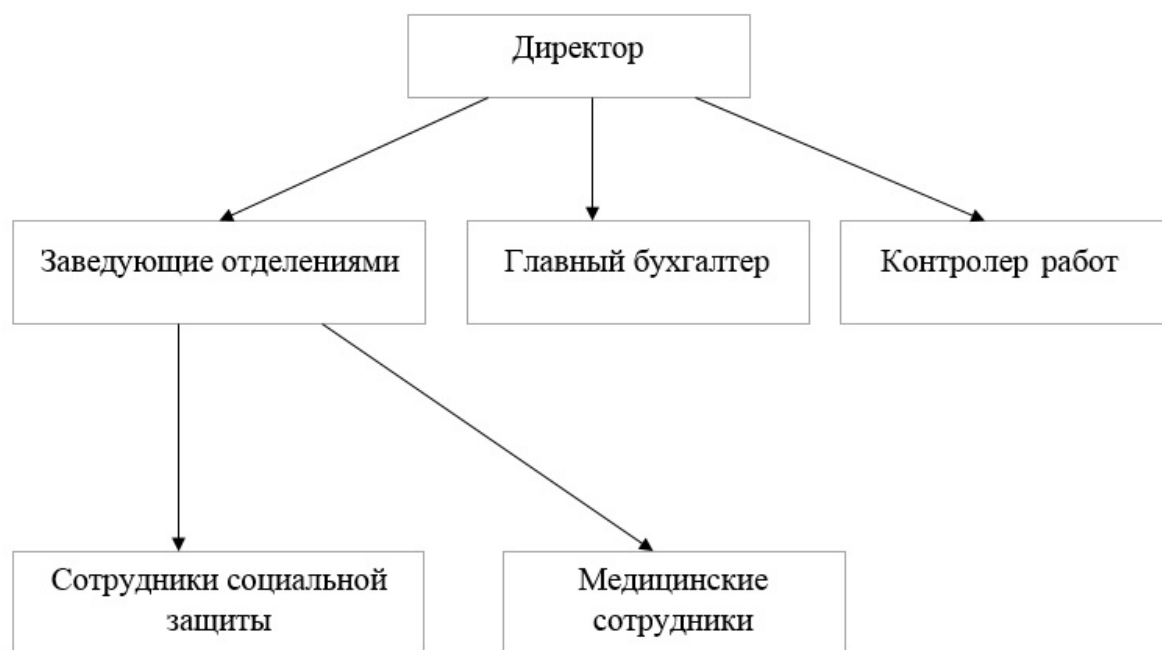 Директор
Заведующие отделениями
Главный бухгалтер
Контролер работ
Сотрудники социальной
защиты
Медицинские
сотрудники